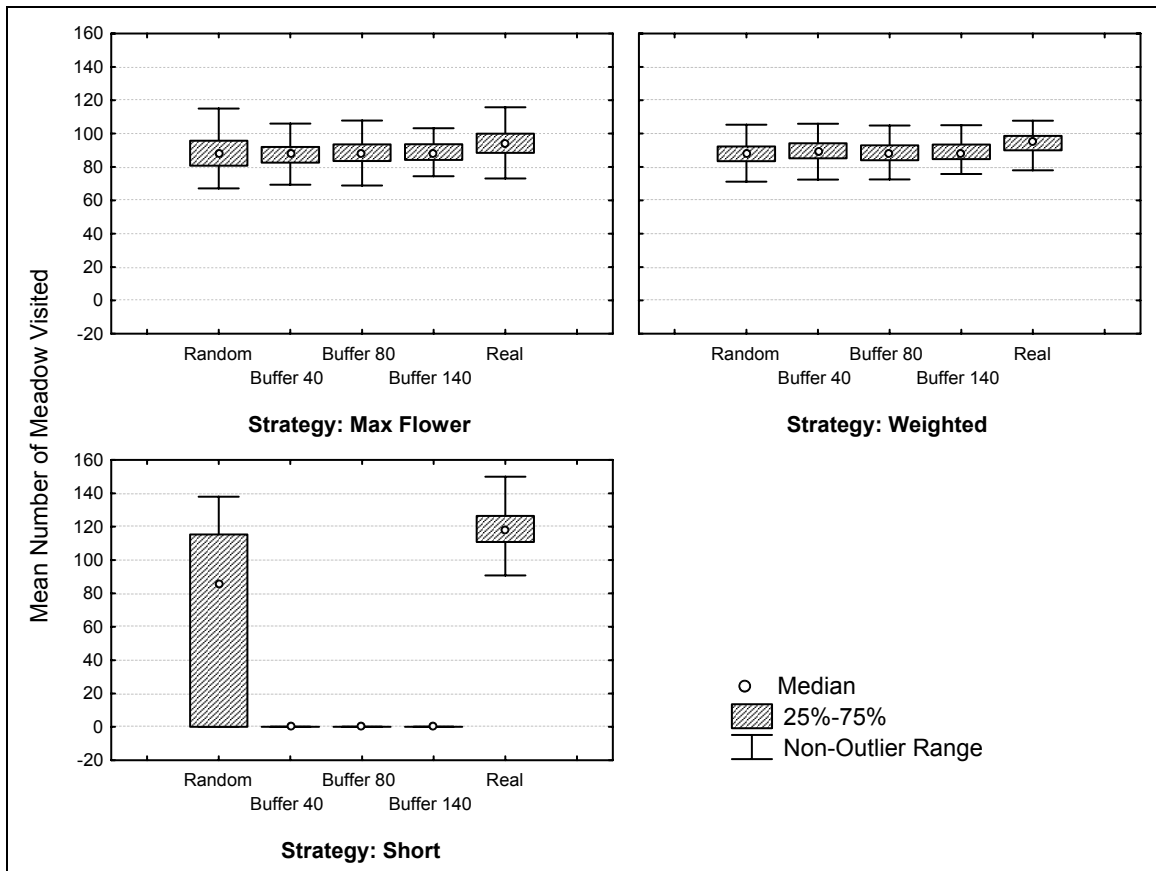 Mean Number of Meadow Visited
160
140
120
100
80
60
40
20
0
-20
Random Buffer 80 Real
Buffer 40 Buffer 140
Strategy: Max Flower
Random Buffer 80 Real
Buffer 40 Buffer 140
Strategy: Weighted
160
140
120
100
80
60
40
20
0
-20
Random Buffer 80 Real
Buffer 40 Buffer 140
Strategy: Short
Median
25%-75%
Non-Outlier Range